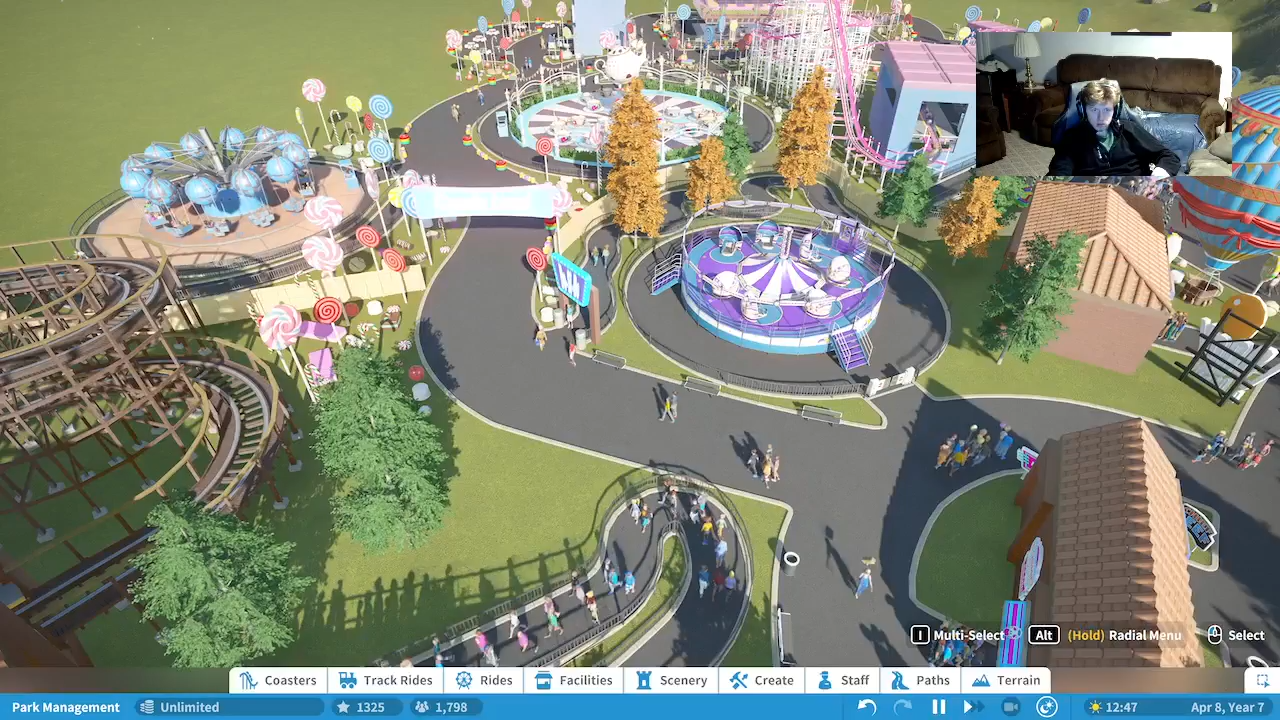 I Multi-Select Alt (Hold) Radial Menu Select
Coasters Track Rides Rides Facilities Scenery Create Staff Paths Terrain
Park Management Unlimited 1325 1,798 12:47 Apr 8, Year 7